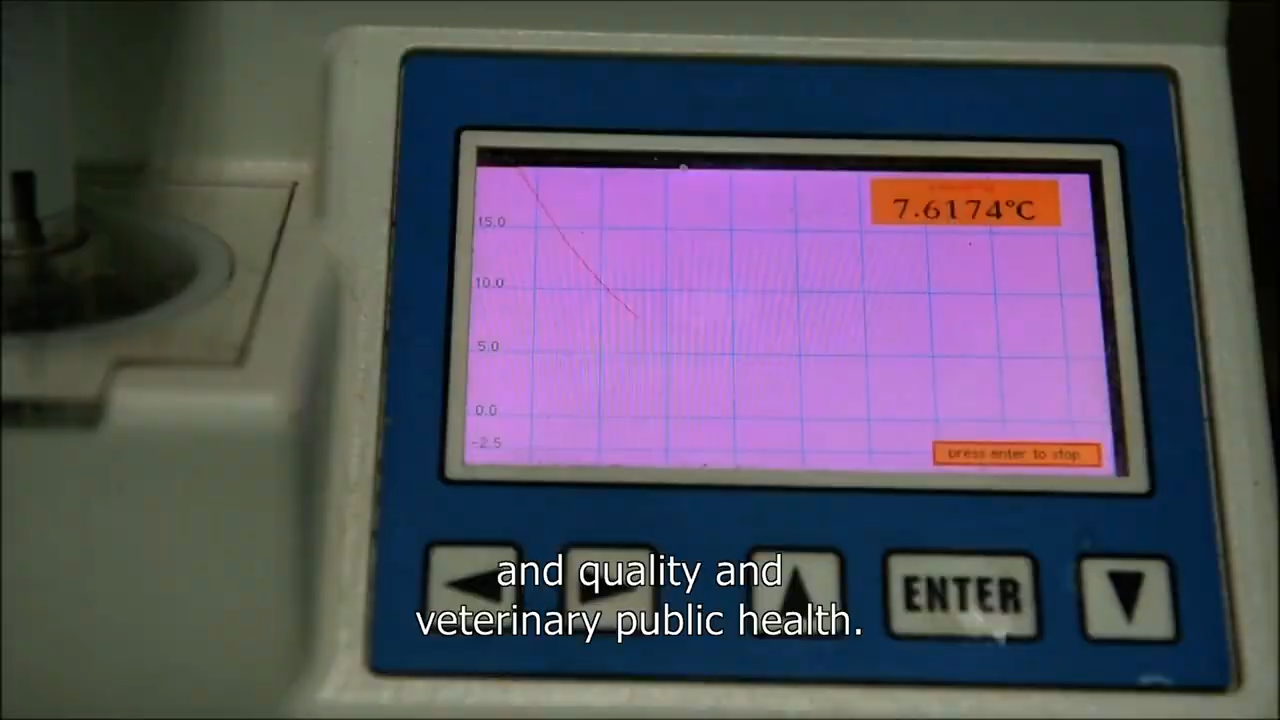 7.6174°C
15.0
10.0
5.0
0.0
-2.5
press enter to stop
ENTER
and quality and
veterinary public health.